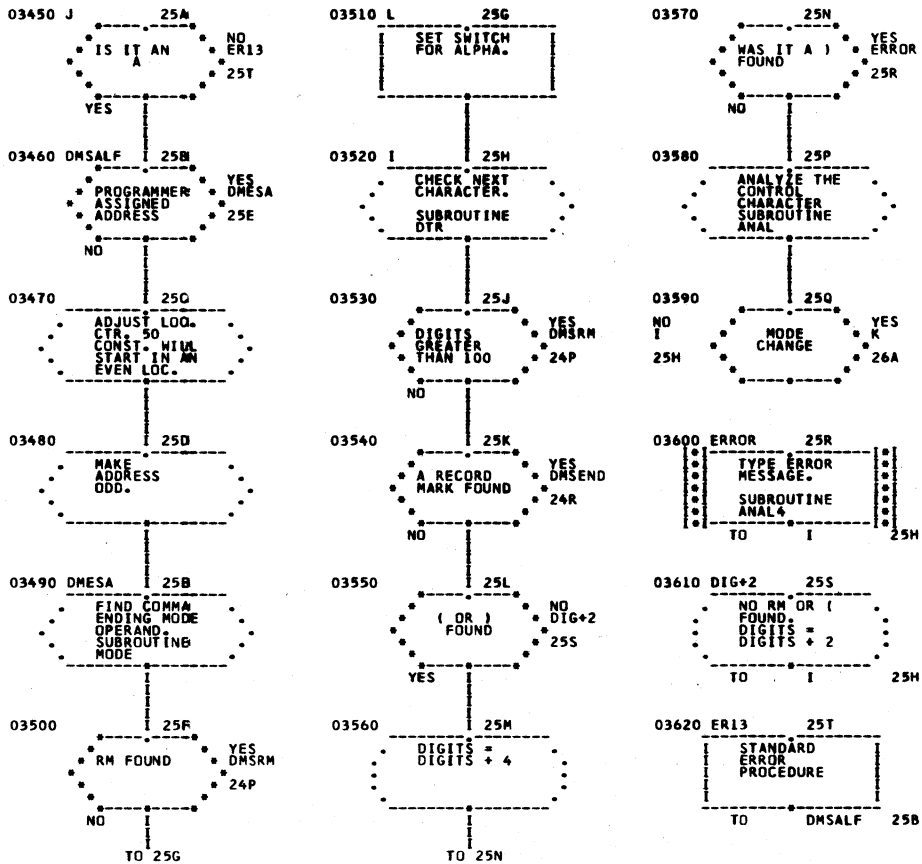 03450 J 25A
IS IT AN
A
NO
ER13
25T
YES
03460 DMSALF I 25B
PROGRAMMER
ASSIGNED
ADDRESS
YES
DMESA
25E
NO
03470 25C
ADJUST LOC.
CTR. 50
CONST. WILL
START IN AN
EVEN LOC.
03480 25D
MAKE
ADDRESS
ODD.
03490 DMESA I 25B
FIND COMMA
ENDING MODE
OPERAND.
SUBROUTINE
MODE
03500 I 25F
RM FOUND
YES
DMSRM
24P
NO
TO 25G
03510 L 25G
SET SWITCH
FOR ALPHA.
03520 I 25H
CHECK NEXT
CHARACTER.
SUBROUTINE
DTR
03530 25J
DIGITS
GREATER
THAN 100
YES
DMSRM
24P
NO
03540 25K
A RECORD
MARK FOUND
YES
DMSEND
24R
NO
03550 25L
( OR )
FOUND
NO
DIG+2
25S
YES
03560 25M
DIGITS =
DIGITS + 4
TO 25N
03570 25N
WAS IT A )
FOUND
YES
ERROR
25R
NO
03580 25P
ANALYZE THE
CONTROL
CHARACTER
SUBROUTINE
ANAL
03590 25Q
NO
I
25H
MODE
CHANGE
YES
K
26A
03600 ERROR 25R
TYPE ERROR
MESSAGE.
SUBROUTINE
ANAL4
TO I 25H
03610 DIG+2 25S
NO RM OR (
FOUND.
DIGITS =
DIGITS + 2
TO I 25H
03620 ER13 25T
STANDARD
ERROR
PROCEDURE
TO DMSALF 25B